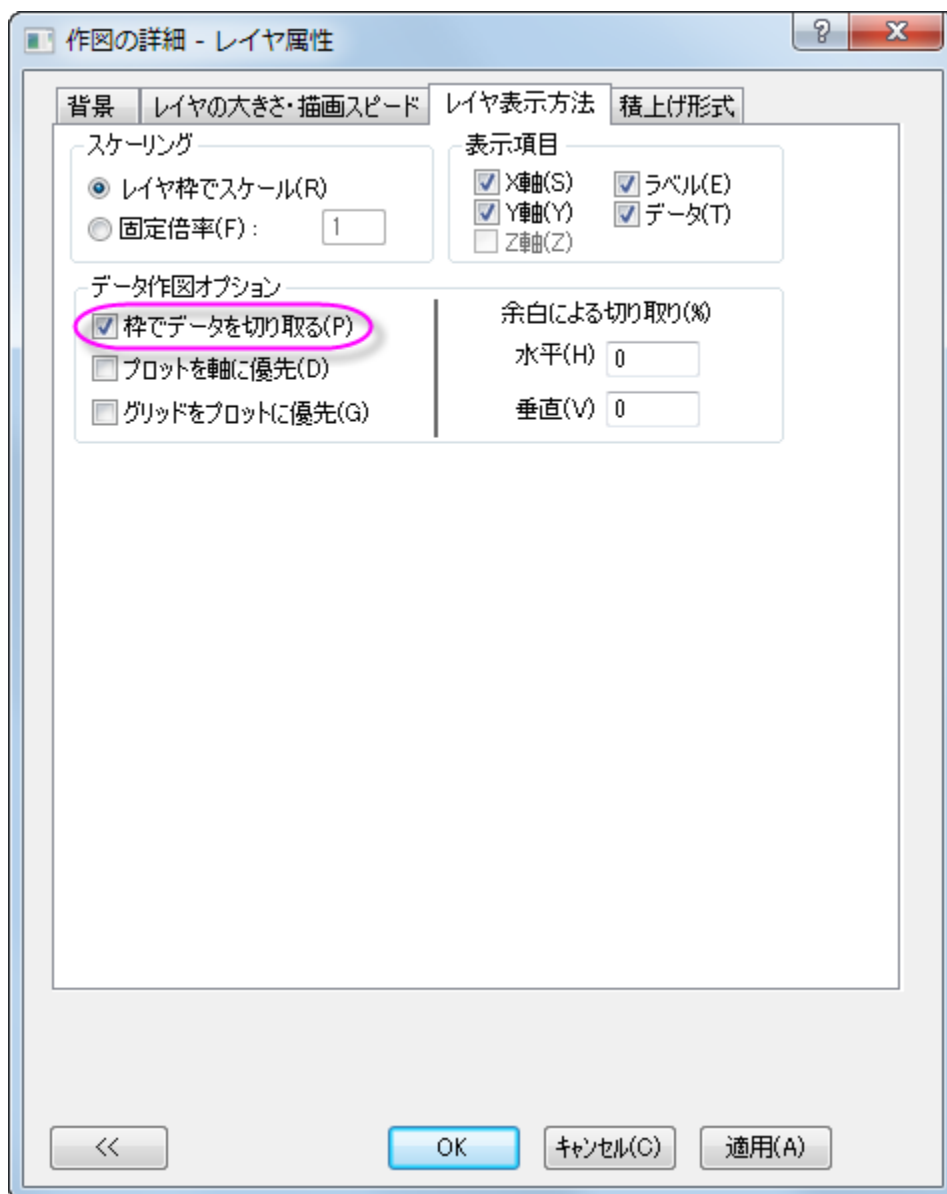 作図の詳細 - レイヤ属性
背景 レイヤの大きさ・描画スピード レイヤ表示方法 積上げ形式
スケーリング
レイヤ枠でスケール(R)
固定倍率(F): 1
表示項目
X軸(S) ラベル(E)
Y軸(Y) データ(T)
Z軸(Z)
データ作図オプション
枠でデータを切り取る(P)
プロットを軸に優先(D)
グリッドをプロットに優先(G)
余白による切り取り(%)
水平(H) 0
垂直(V) 0
<< OK キャンセル(C) 適用(A)